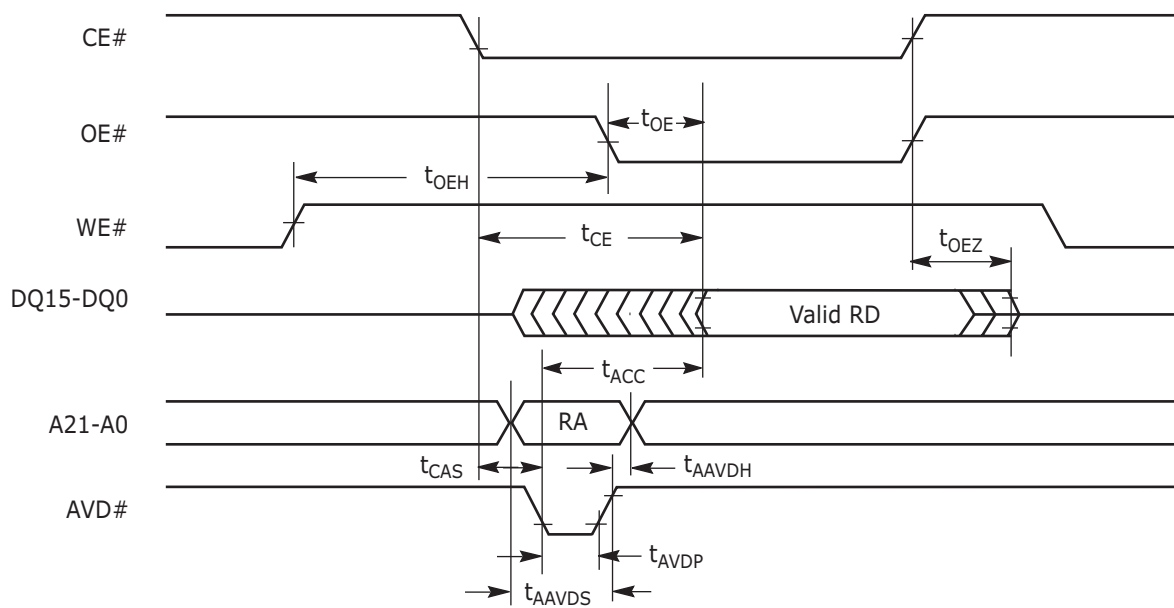 CE#
tOE
OE#
tOEH
WE#
tCE
tOEZ
DQ15-DQ0
Valid RD
tACC
A21-A0
RA
tCAS
tAAVDH
AVD#
tAVDP
tAAVDS